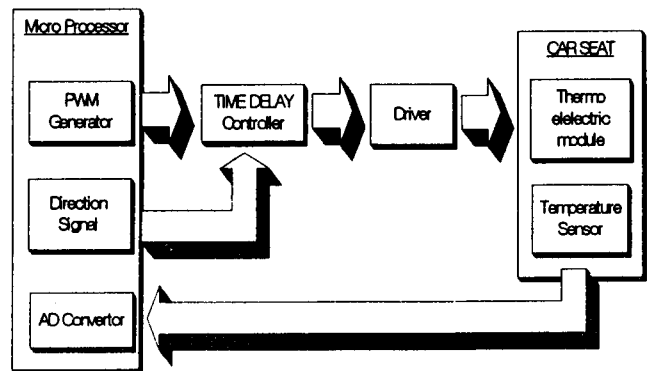 Micro Processor
PWM
Generator
Direction
Signal
AD Convertor
TIME DELAY
Controller
Driver
CAR SEAT
Thermo
elelectric
module
Temperature
Sensor